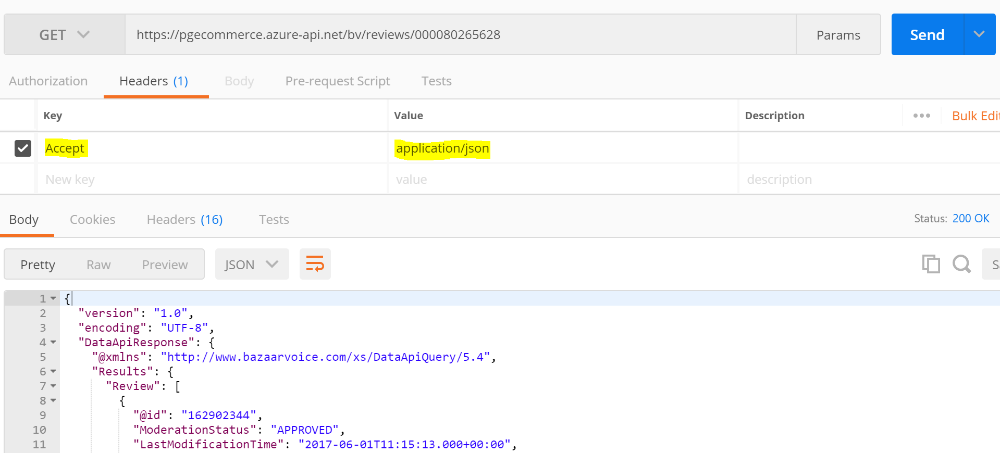 GET https://pgecommerce.azure-api.net/bv/reviews/000080265628 Params Send
Authorization Headers (1) Body Pre-request Script Tests
Key Value Description ••• Bulk Edit
Accept application/json
New key value description
Body Cookies Headers (16) Tests Status: 200 OK
Pretty Raw Preview JSON
1 {
2 "version": "1.0",
3 "encoding": "UTF-8",
4 "DataApiResponse": {
5 "@xmlns": "http://www.bazaarvoice.com/xs/DataApiQuery/5.4",
6 "Results": {
7 "Review": [
8 {
9 "@id": "162902344",
10 "ModerationStatus": "APPROVED",
11 "LastModificationTime": "2017-06-01T11:15:13.000+00:00",